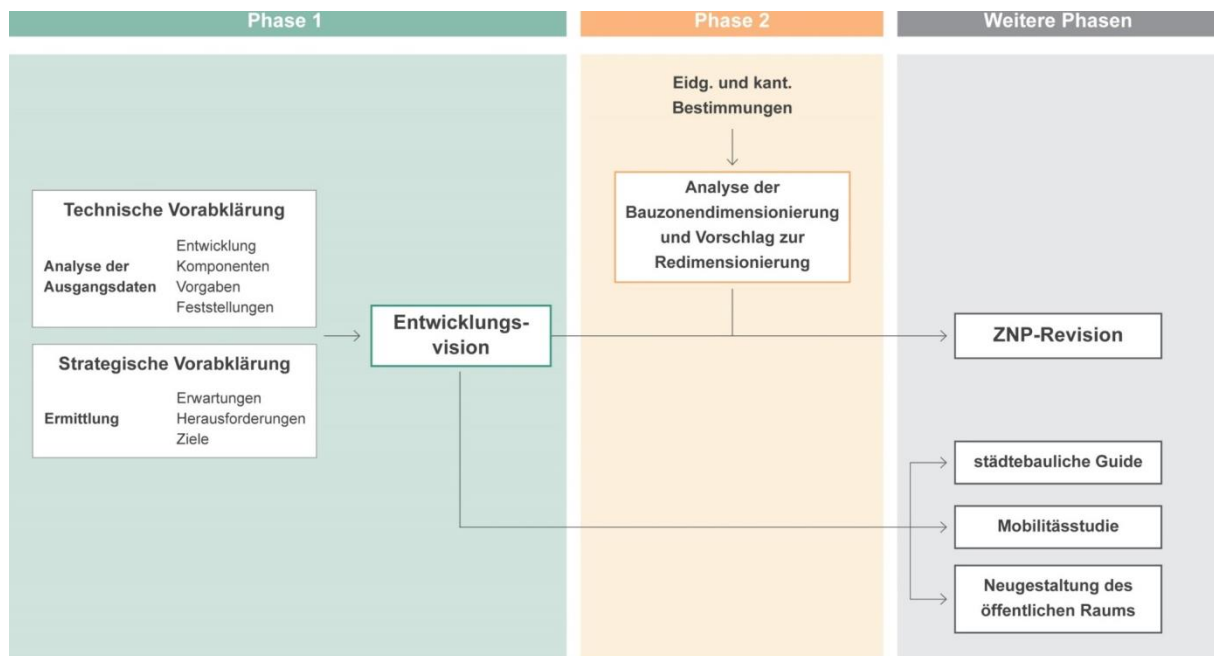 Phase 1
Phase 2
Weitere Phasen
Eidg. und kant.
Bestimmungen
Analyse der
Bauzonendimensionierung
und Vorschlag zur
Redimensionierung
Technische Vorabklärung
Analyse der
Ausgangsdaten
Entwicklung
Komponenten
Vorgaben
Feststellungen
Strategische Vorabklärung
Ermittlung
Erwartungen
Herausforderungen
Ziele
Entwicklungs-
vision
ZNP-Revision
städtebauliche Guide
Mobilitässtudie
Neugestaltung des
öffentlichen Raums